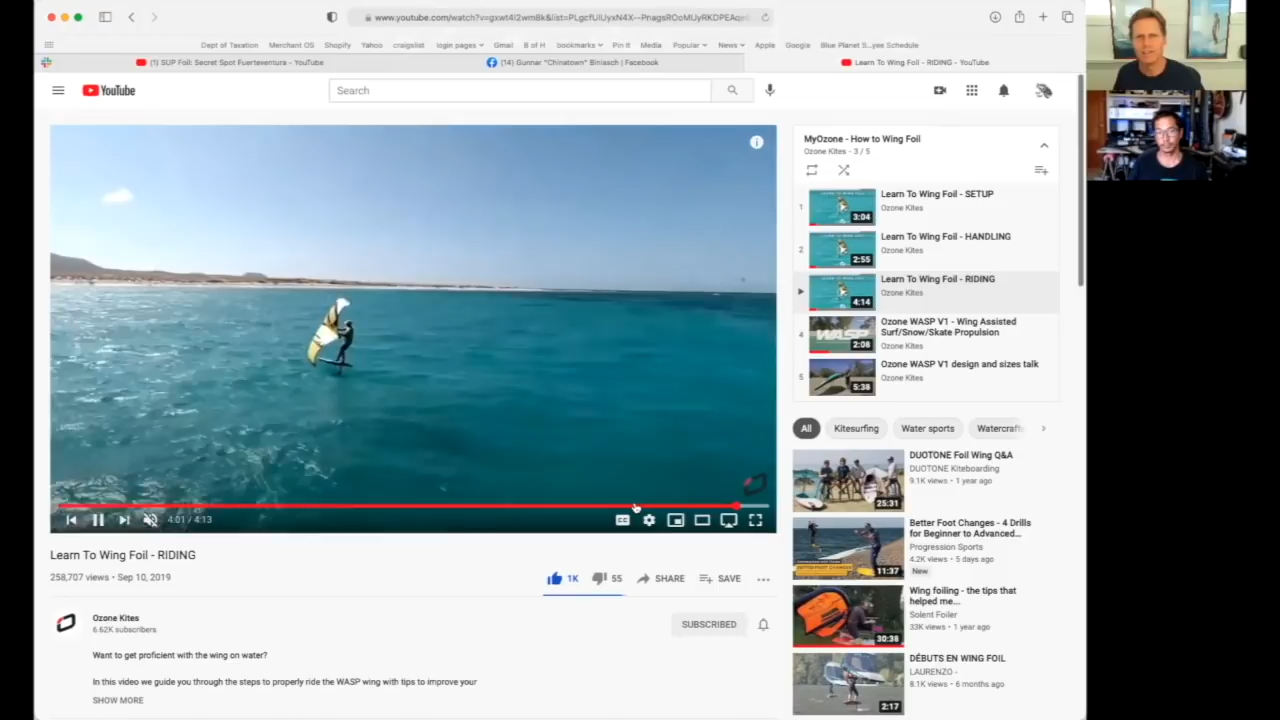 www.youtube.com/watch?v=gxwt4l2wm8k&list=PLgcfUIUyxN4X--PnagsROoMUyRKDPEAqe
Dept of Taxation Merchant OS Shopify Yahoo craigslist login pages Gmail B of H bookmarks Pin It Media Popular News Apple Google Blue Planet S...yee Schedule
(1) SUP Foil: Secret Spot Fuerteventura - YouTube
(14) Gunnar "Chinatown" Biniasch | Facebook
Learn To Wing Foil - RIDING - YouTube
YouTube
Search
4:01 / 4:13
CC
Learn To Wing Foil - RIDING
258,707 views • Sep 10, 2019
1K
55
SHARE
SAVE
Ozone Kites
6.62K subscribers
SUBSCRIBED
Want to get proficient with the wing on water?
In this video we guide you through the steps to properly ride the WASP wing with tips to improve your
SHOW MORE
MyOzone - How to Wing Foil
Ozone Kites - 3 / 5
1
3:04
Learn To Wing Foil - SETUP
Ozone Kites
2
2:55
Learn To Wing Foil - HANDLING
Ozone Kites
4:14
Learn To Wing Foil - RIDING
Ozone Kites
4
WASP
2:08
Ozone WASP V1 - Wing Assisted
Surf/Snow/Skate Propulsion
Ozone Kites
5
5:38
Ozone WASP V1 design and sizes talk
Ozone Kites
All
Kitesurfing
Water sports
Watercraft
25:31
DUOTONE Foil Wing Q&A
DUOTONE Kiteboarding
9.1K views • 1 year ago
11:37
Better Foot Changes - 4 Drills
for Beginner to Advanced...
Progression Sports
4.2K views • 5 days ago
New
30:38
Wing foiling - the tips that
helped me...
Solent Foiler
33K views • 1 year ago
2:17
DÉBUTS EN WING FOIL
LAURENZO -
8.1K views • 6 months ago